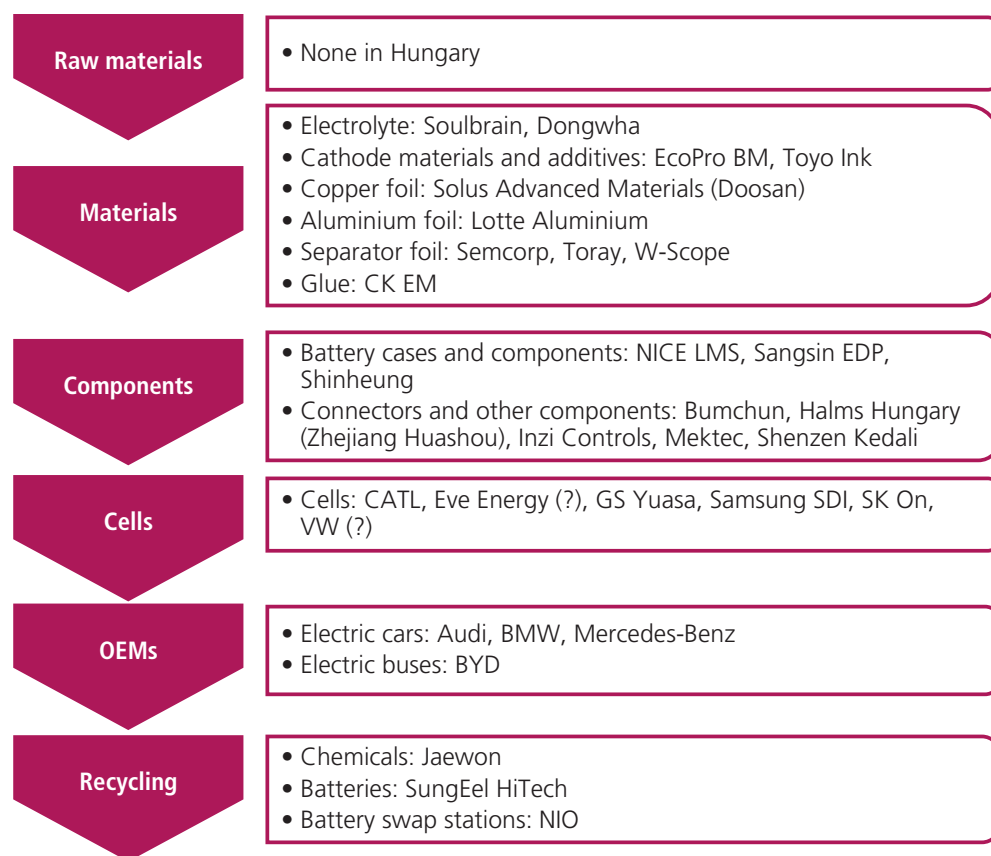 Raw materials
• None in Hungary
Materials
• Electrolyte: Soulbrain, Dongwha
• Cathode materials and additives: EcoPro BM, Toyo Ink
• Copper foil: Solus Advanced Materials (Doosan)
• Aluminium foil: Lotte Aluminium
• Separator foil: Semcorp, Toray, W-Scope
• Glue: CK EM
Components
• Battery cases and components: NICE LMS, Sangsin EDP,
Shinheung
• Connectors and other components: Bumchun, Halms Hungary
(Zhejiang Huashou), Inzi Controls, Mektec, Shenzen Kedali
Cells
• Cells: CATL, Eve Energy (?), GS Yuasa, Samsung SDI, SK On,
VW (?)
OEMs
• Electric cars: Audi, BMW, Mercedes-Benz
• Electric buses: BYD
Recycling
• Chemicals: Jaewon
• Batteries: SungEel HiTech
• Battery swap stations: NIO